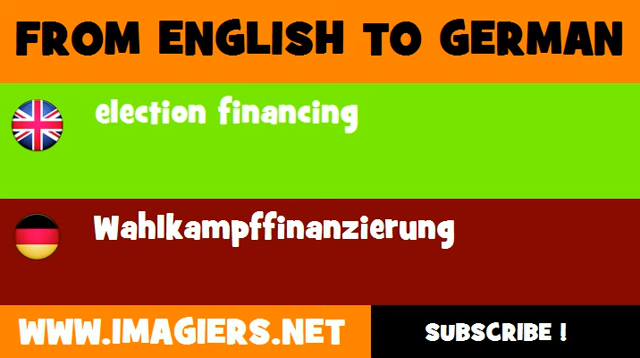 FROM ENGLISH TO GERMAN
election financing
Wahlkampffinanzierung
WWW.IMAGIERS.NET
SUBSCRIBE !